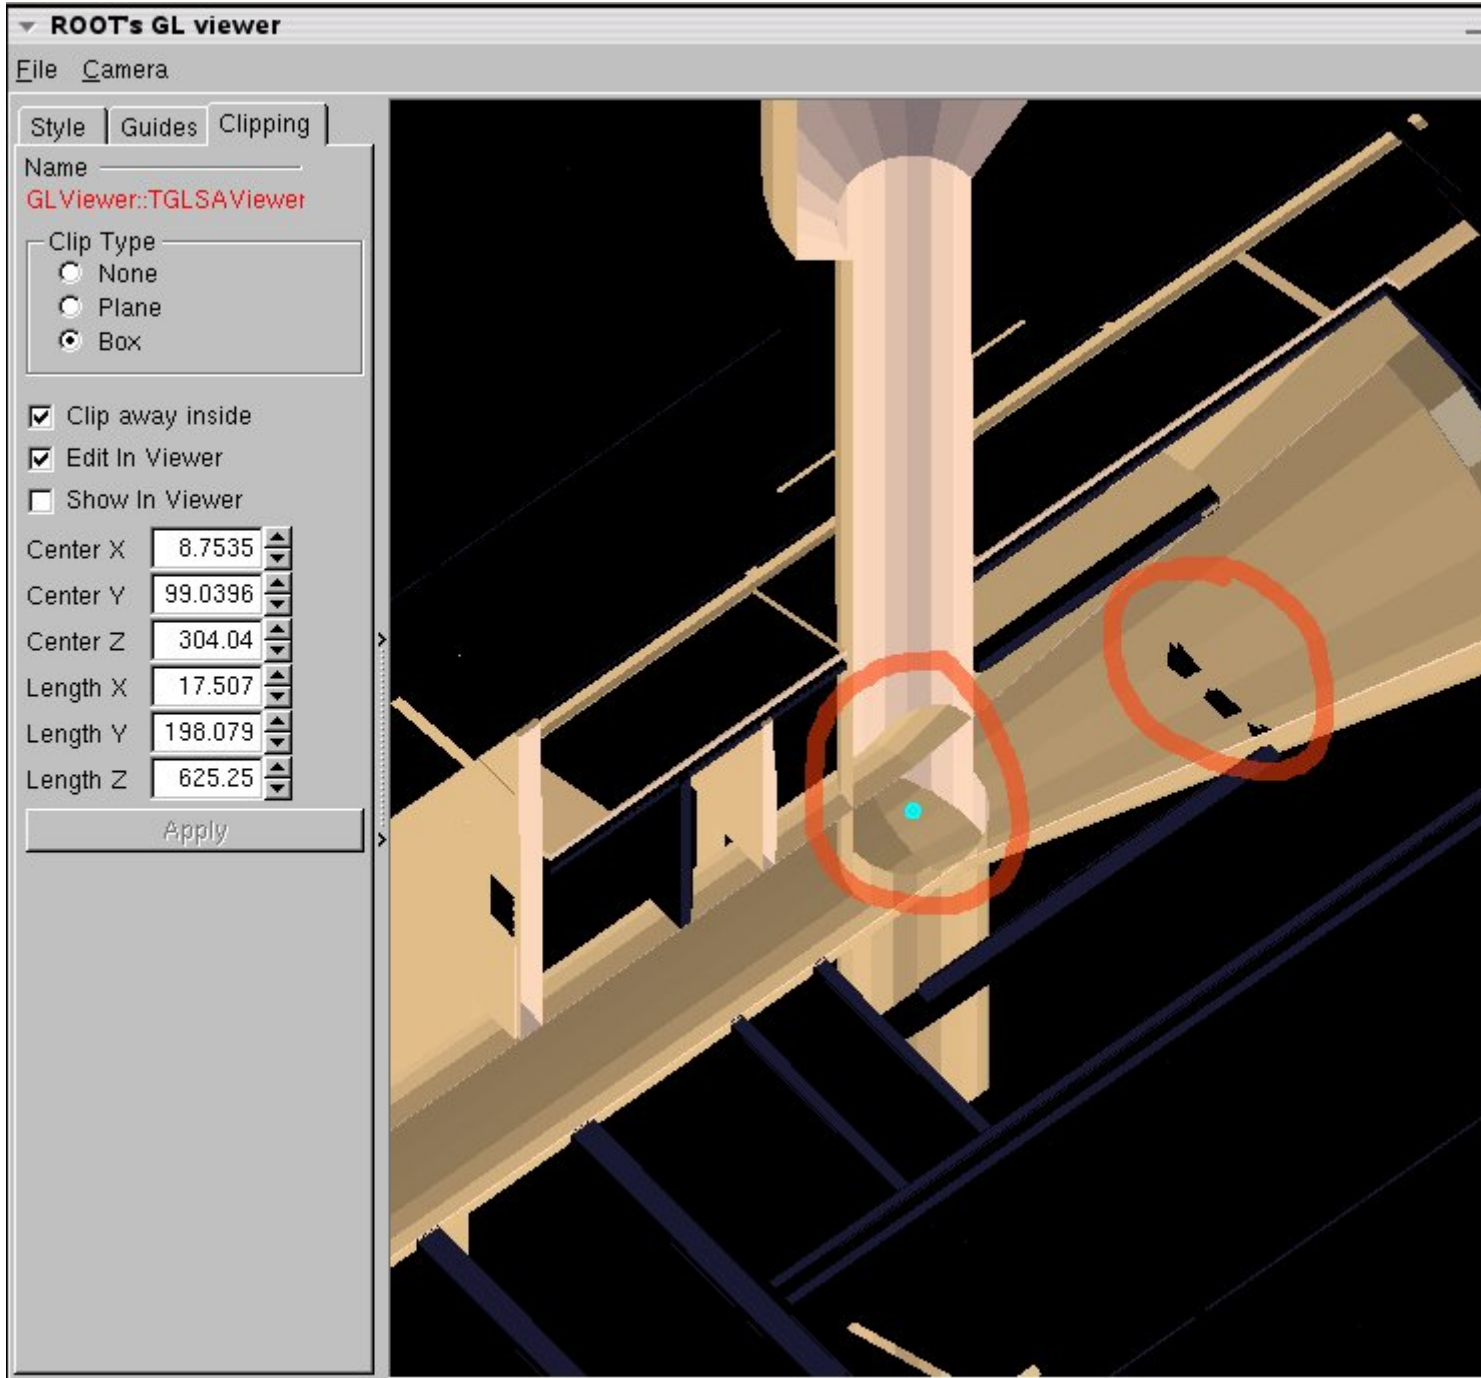 ROOT's GL viewer
File Camera
Style Guides Clipping
Name
GLViewer::TGLSAViewer
Clip Type
None
Plane
Box
Clip away inside
Edit In Viewer
Show In Viewer
Center X 8.7535
Center Y 99.0396
Center Z 304.04
Length X 17.507
Length Y 198.079
Length Z 625.25
Apply